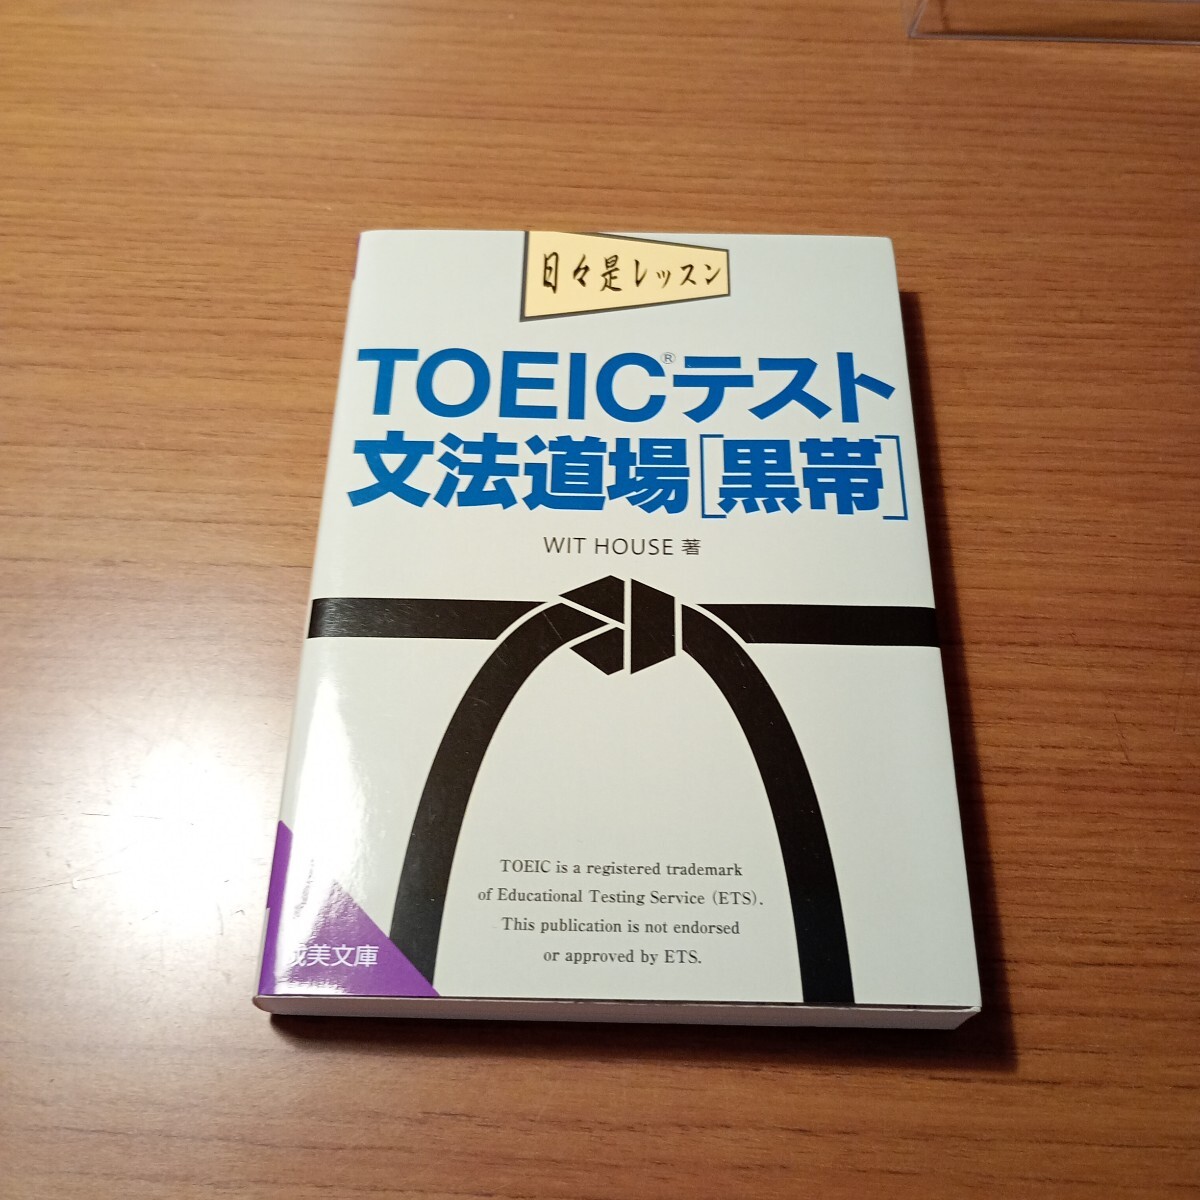 日々是レッスン
TOEIC®テスト
文法道場[黒帯]
WIT HOUSE 著
TOEIC is a registered trademark
of Educational Testing Service (ETS).
This publication is not endorsed
or approved by ETS.
成美文庫